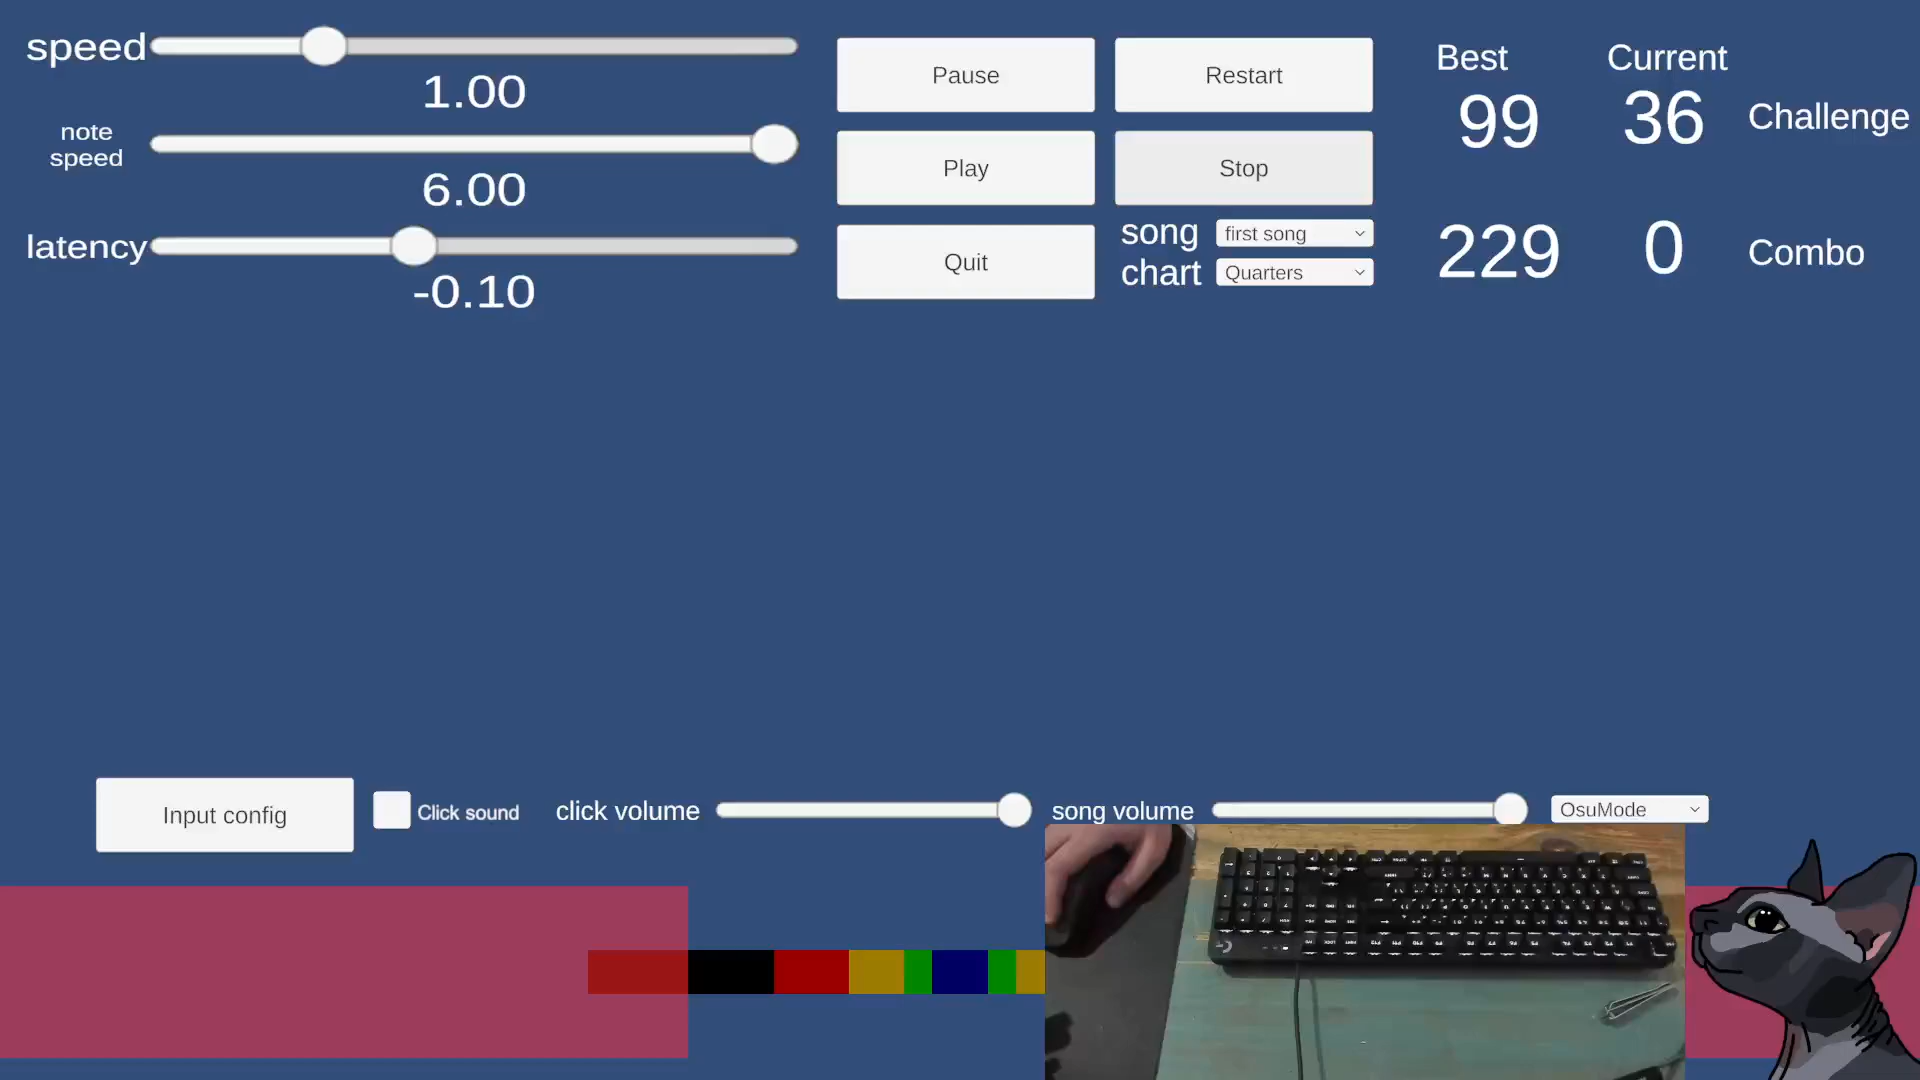 speed
1.00
note
speed
6.00
latency
-0.10
Pause
Restart
Play
Stop
Quit
song
first song
chart
Quarters
Best
Current
99
36
Challenge
229
0
Combo
Input config
Click sound
click volume
song volume
OsuMode